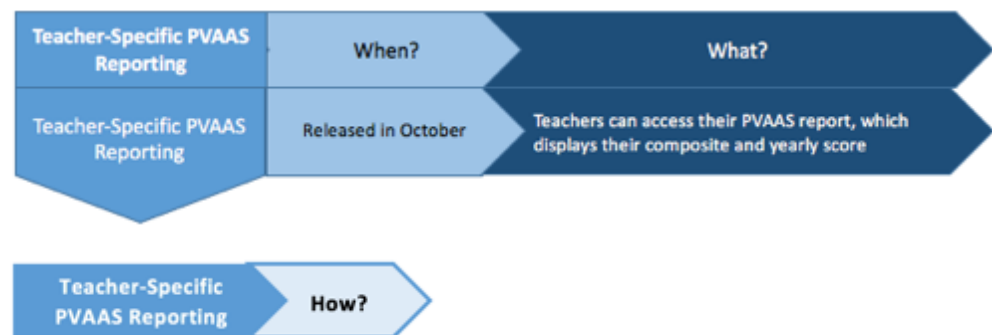 Teacher-Specific PVAAS
Reporting
When?
What?
Teacher-Specific PVAAS
Reporting
Released in October
Teachers can access their PVAAS report, which
displays their composite and yearly score
Teacher-Specific
PVAAS Reporting
How?